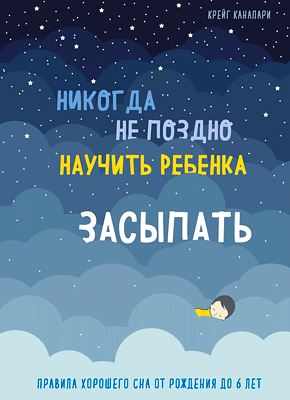 КРЕЙГ КАНАПАРИ
НИКОГДА
НЕ ПОЗДНО
НАУЧИТЬ РЕБЕНКА
ЗАСЫПАТЬ
ПРАВИЛА ХОРОШЕГО СНА ОТ РОЖДЕНИЯ ДО 6 ЛЕТ